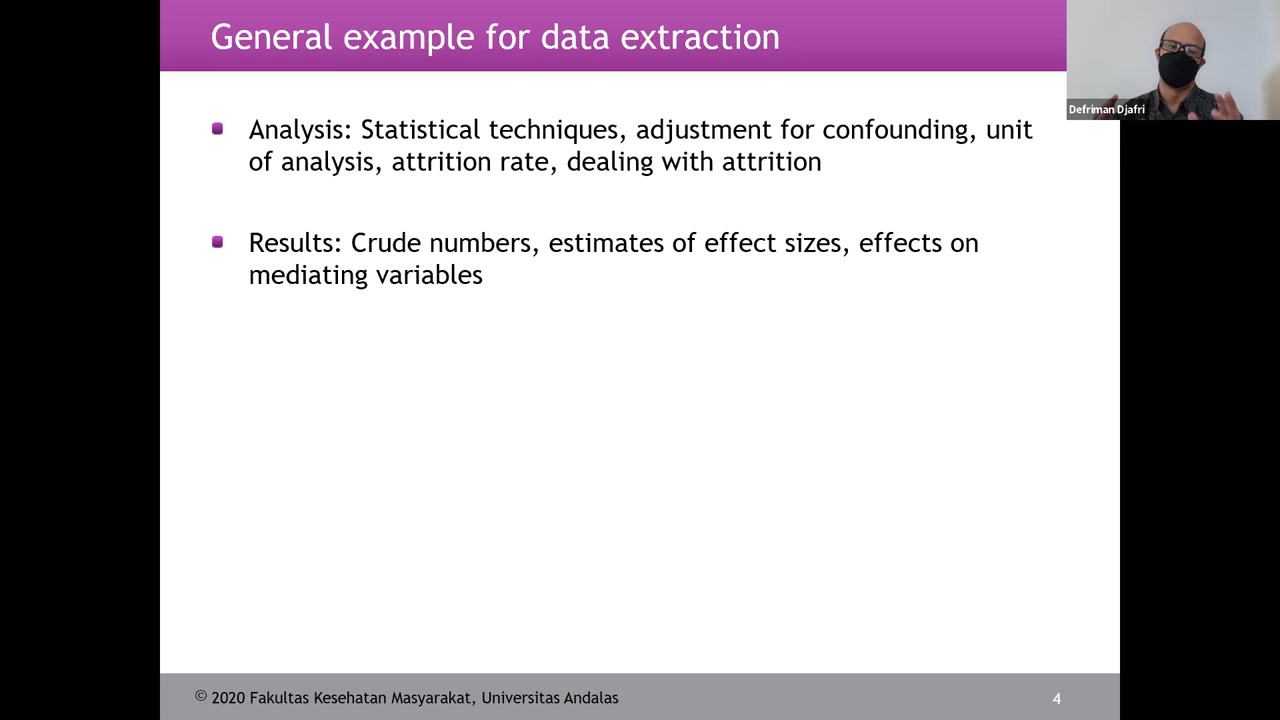 General example for data extraction
Defriman Djafri
Analysis: Statistical techniques, adjustment for confounding, unit
of analysis, attrition rate, dealing with attrition
Results: Crude numbers, estimates of effect sizes, effects on
mediating variables
© 2020 Fakultas Kesehatan Masyarakat, Universitas Andalas
4